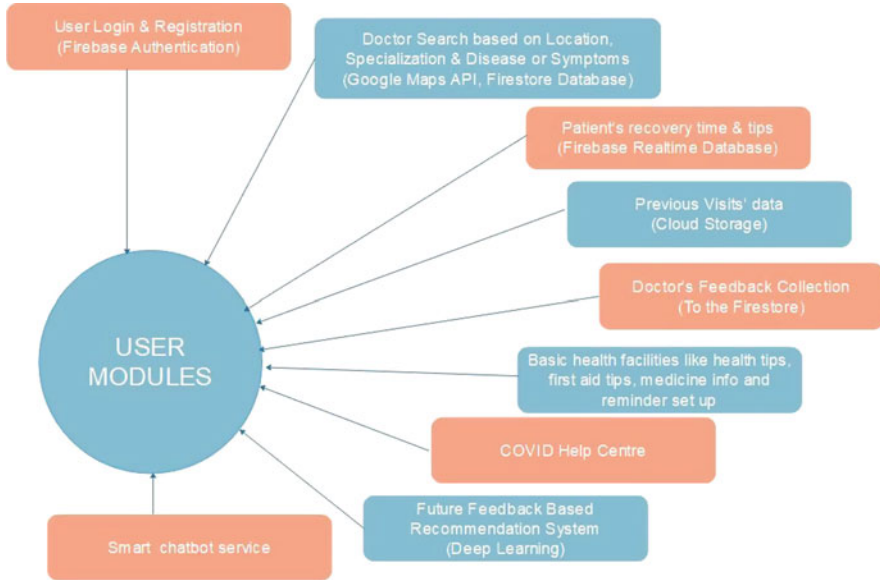 User Login & Registration
(Firebase Authentication)
Doctor Search based on Location,
Specialization & Disease or Symptoms
(Google Maps API, Firestore Database)
Patient's recovery time & tips
(Firebase Realtime Database)
Previous Visits' data
(Cloud Storage)
Doctor's Feedback Collection
(To the Firestore)
USER
MODULES
Basic health facilities like health tips,
first aid tips, medicine info and
reminder set up
COVID Help Centre
Future Feedback Based
Recommendation System
(Deep Learning)
Smart chatbot service